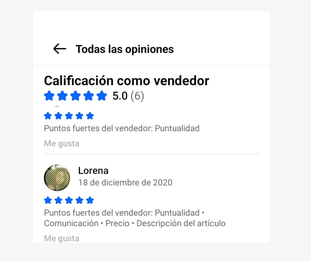 Todas las opiniones
Calificación como vendedor
5.0 (6)
Puntos fuertes del vendedor: Puntualidad
Me gusta
Lorena
18 de diciembre de 2020
Puntos fuertes del vendedor: Puntualidad •
Comunicación • Precio • Descripción del artículo
Me gusta